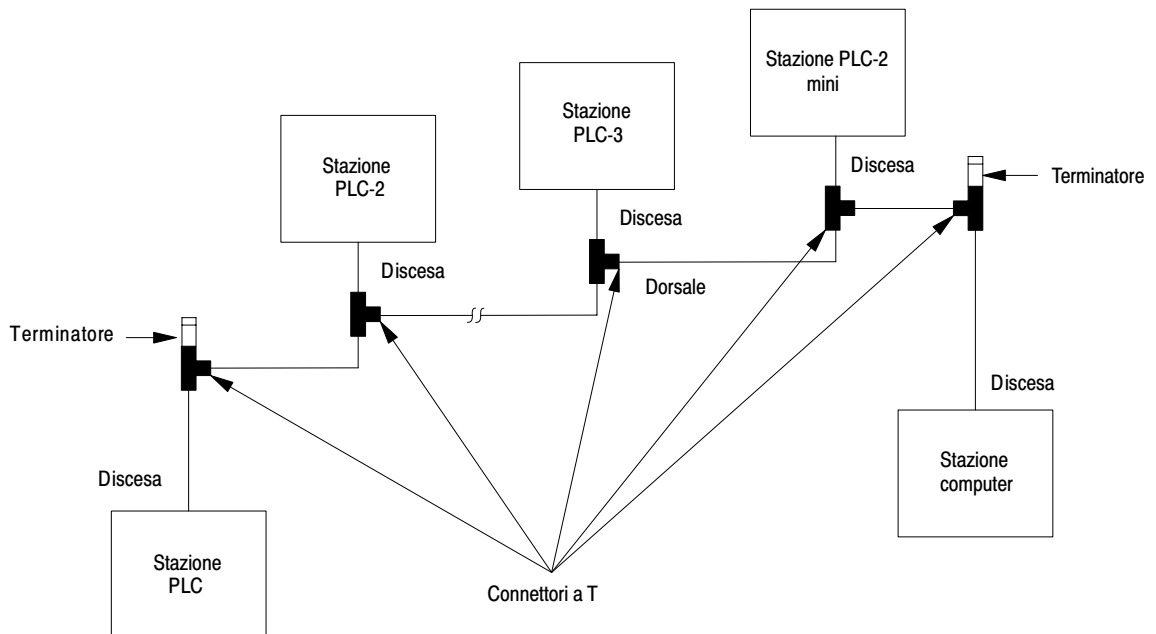 Stazione PLC-2
mini
Stazione
PLC-3
Stazione
PLC-2
Discesa
Terminatore
Discesa
Discesa
Dorsale
Terminatore
Discesa
Stazione
computer
Discesa
Stazione
PLC
Connettori a T